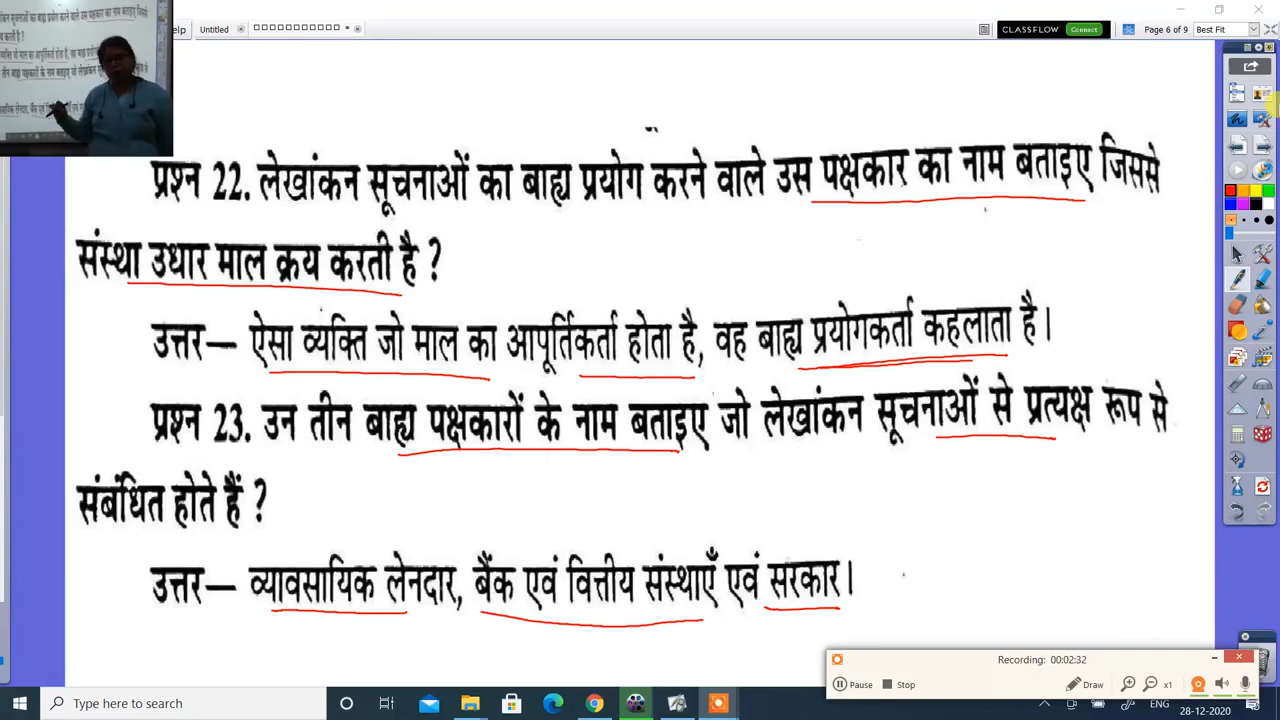 elp Untitled CLASSFLOW Connect Page 6 of 9 Best Fit
प्रश्न 22. लेखांकन सूचनाओं का बाह्य प्रयोग करने वाले उस पक्षकार का नाम बताइए जिससे
संस्था उधार माल क्रय करती है ?
उत्तर— ऐसा व्यक्ति जो माल का आपूर्तिकर्ता होता है, वह बाह्य प्रयोगकर्ता कहलाता है।
प्रश्न 23. उन तीन बाह्य पक्षकारों के नाम बताइए जो लेखांकन सूचनाओं से प्रत्यक्ष रूप से
संबंधित होते हैं ?
उत्तर— व्यावसायिक लेनदार, बैंक एवं वित्तीय संस्थाएँ एवं सरकार।
Recording: 00:02:32
Pause Stop Draw x1
Type here to search
28-12-2020